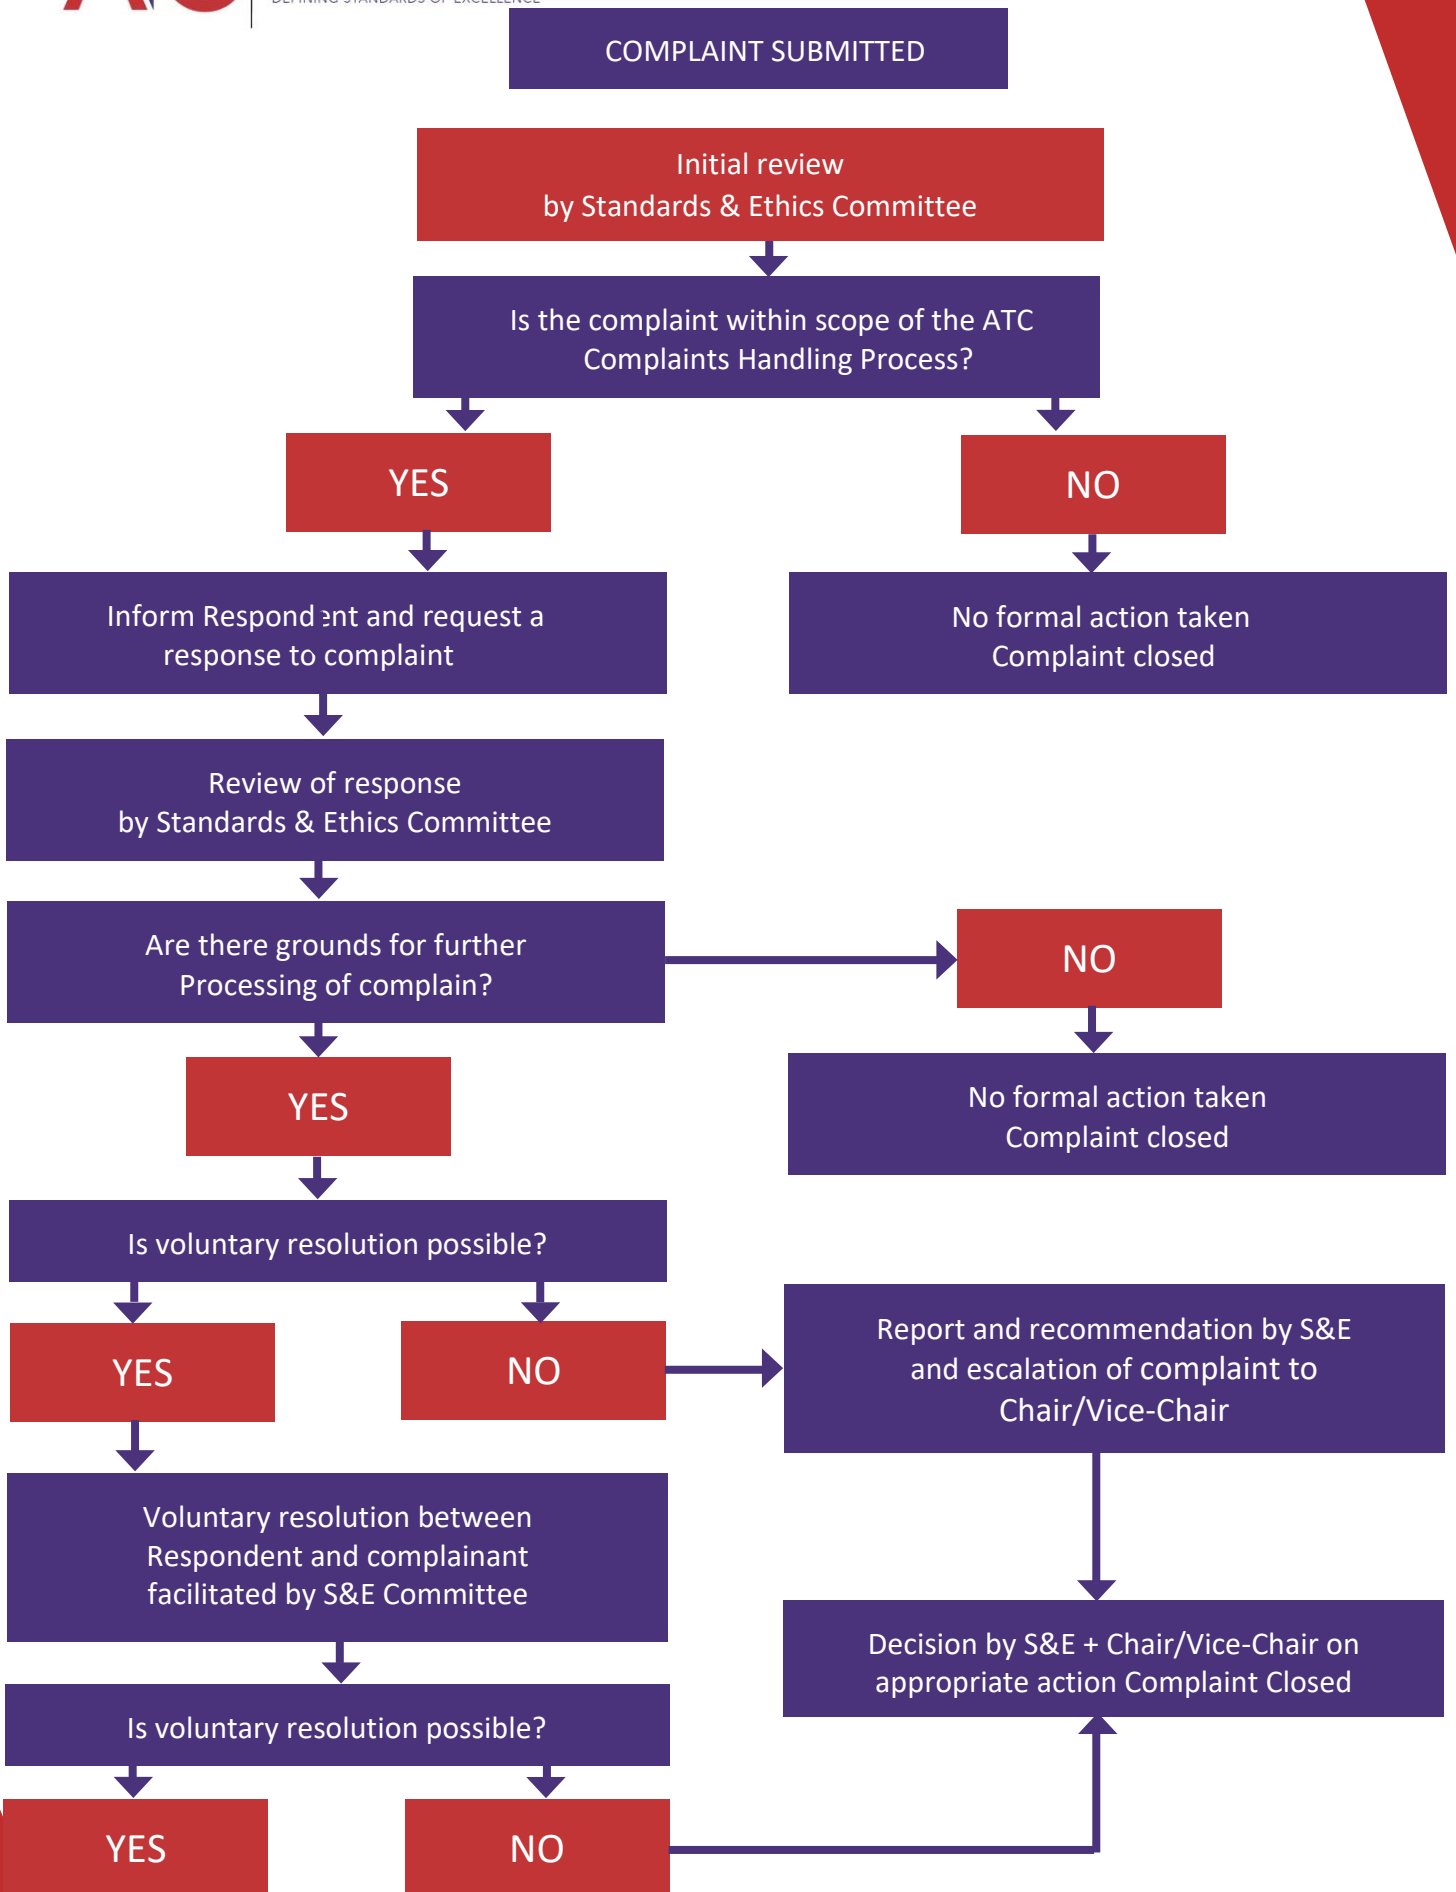 DEFINING STANDARDS OF EXCELLENCE
COMPLAINT SUBMITTED
Initial review
by Standards & Ethics Committee
Is the complaint within scope of the ATC
Complaints Handling Process?
YES
NO
Inform Respondent and request a
response to complaint
No formal action taken
Complaint closed
Review of response
by Standards & Ethics Committee
Are there grounds for further
Processing of complain?
NO
YES
No formal action taken
Complaint closed
Is voluntary resolution possible?
YES
NO
Report and recommendation by S&E
and escalation of complaint to
Chair/Vice-Chair
Voluntary resolution between
Respondent and complainant
facilitated by S&E Committee
Decision by S&E + Chair/Vice-Chair on
appropriate action Complaint Closed
Is voluntary resolution possible?
YES
NO